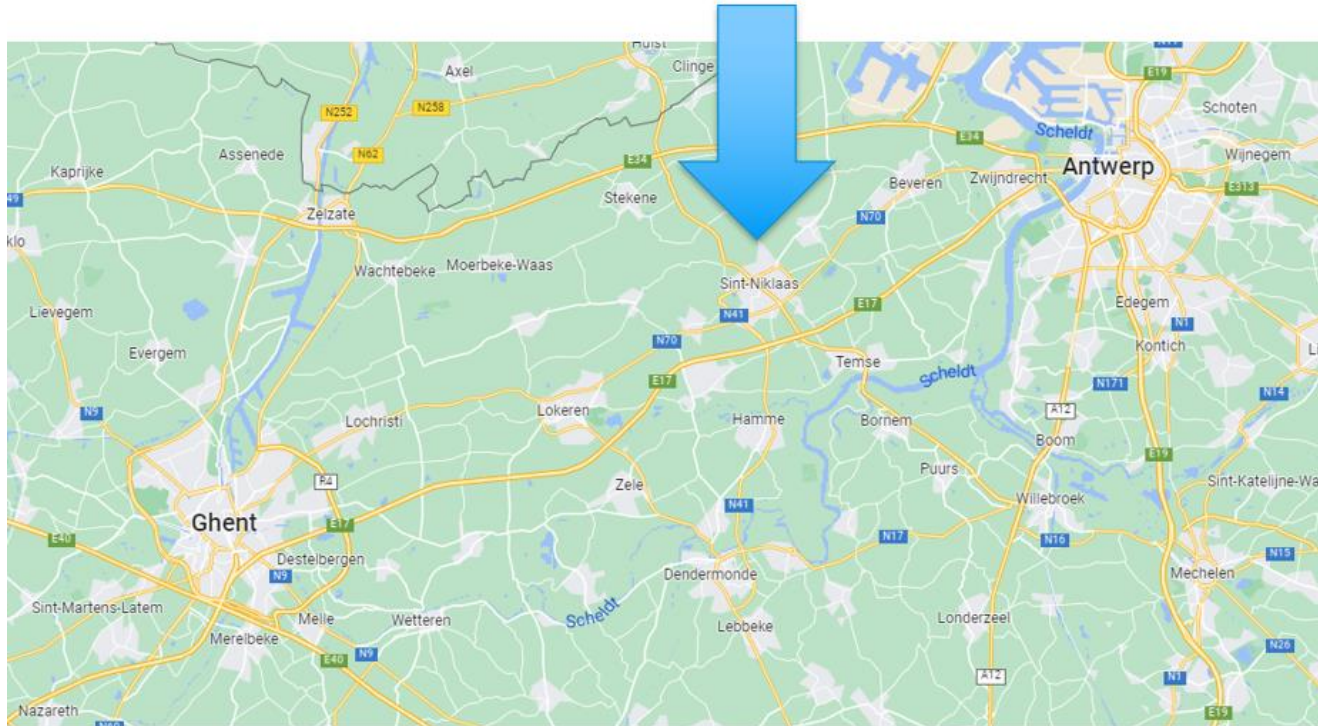 Hulst
Axel
Clinge
N252
N258
E19
Schoten
Scheldt
Assenede
N62
E34
E34
Antwerp
Wijnegem
Kaprijke
Beveren
Zwijndrecht
E313
Stekene
49
Zelzate
N70
klo
Wachtebeke
Moerbeke-Waas
Sint-Niklaas
Lievegem
N41
E17
Edegem
N1
Evergem
N70
Temse
Kontich
Scheldt
E17
N171
N14
N9
Lochristi
Lokeren
Hamme
Bornem
A12
Boom
E19
Puurs
R4
Zele
Willebroek
Sint-Katelijne-Wa
Ghent
E17
N41
E40
N17
N16
Destelbergen
N9
Dendermonde
N15
Mechelen
Sint-Martens-Latem
Melle
Wetteren
Scheldt
Lebbeke
Londerzeel
Merelbeke
N9
E40
N26
A12
N1
Nazareth
E19